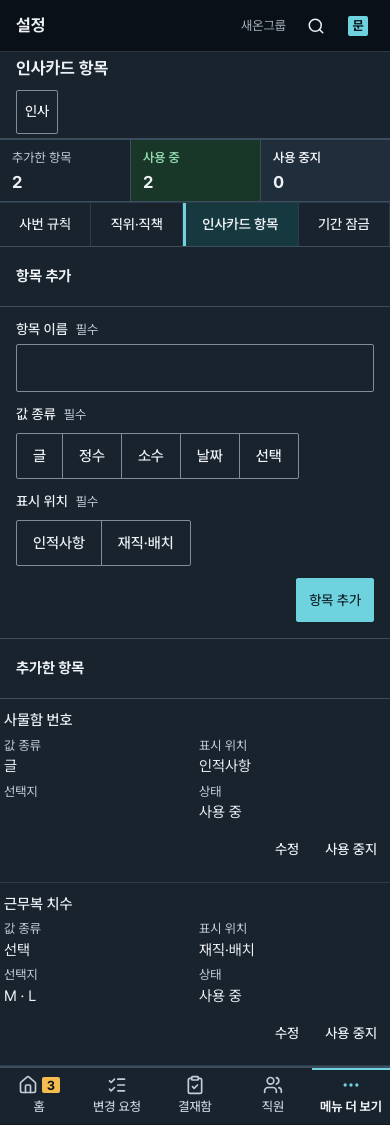 설정
새온그룹
문
인사카드 항목
인사
추가한 항목
사용 중
사용 중지
2
2
0
사번 규칙
직위·직책
인사카드 항목
기간 잠금
항목 추가
항목 이름 필수
값 종류 필수
글
정수
소수
날짜
선택
표시 위치 필수
인적사항
재직·배치
항목 추가
추가한 항목
사물함 번호
값 종류
표시 위치
글
인적사항
선택지
상태
사용 중
수정
사용 중지
근무복 치수
값 종류
표시 위치
선택
재직·배치
선택지
상태
M · L
사용 중
수정
사용 중지
3
홈
변경 요청
결재함
직원
메뉴 더 보기